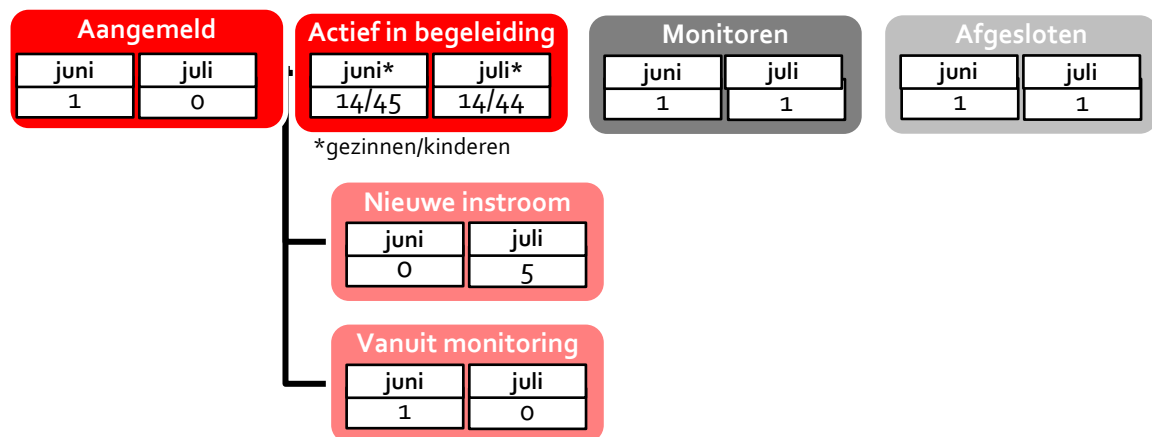 Aangemeld
juni juli
1 0
Actief in begeleiding
juni* juli*
14/45 14/44
*gezinnen/kinderen
Monitoren
juni juli
1 1
Afgesloten
juni juli
1 1
Nieuwe instroom
juni juli
0 5
Vanuit monitoring
juni juli
1 0